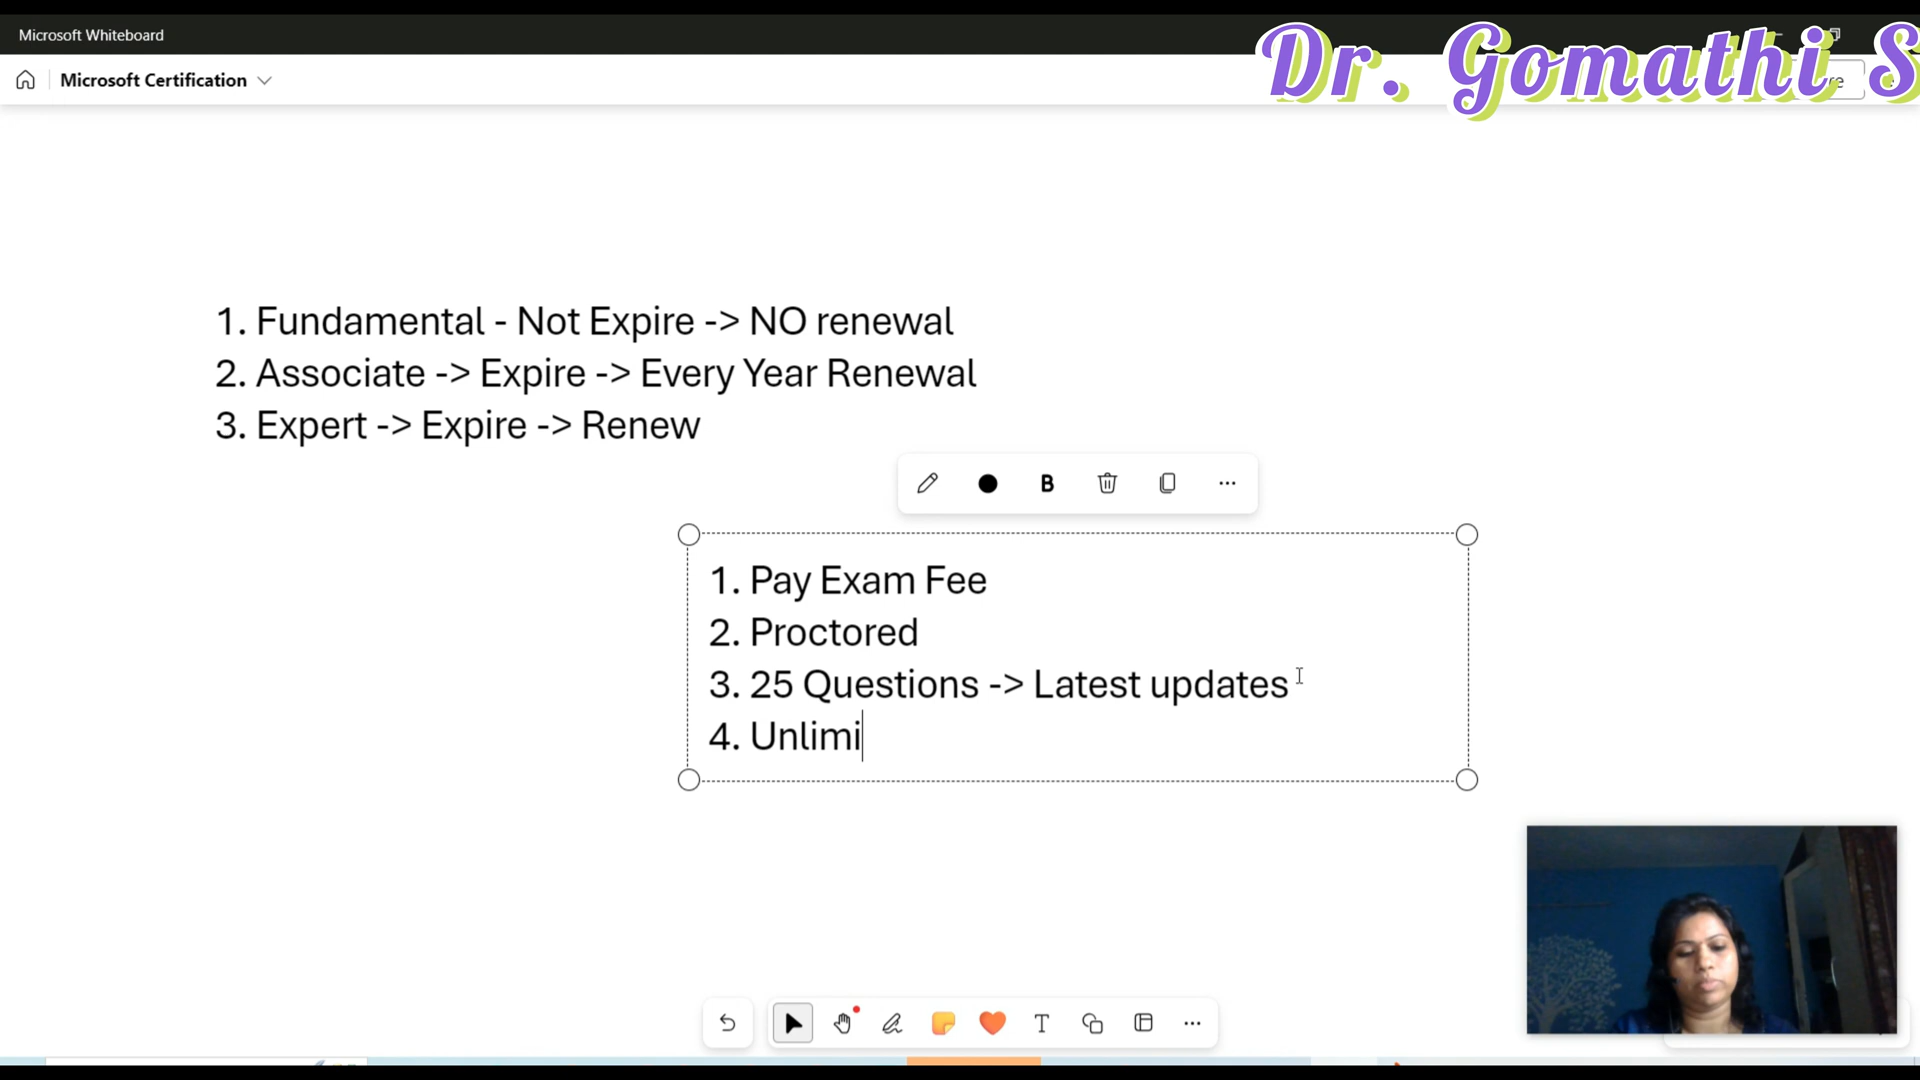 Microsoft Whiteboard
Dr. Gomathi S
Microsoft Certification
1. Fundamental - Not Expire -> NO renewal
2. Associate -> Expire -> Every Year Renewal
3. Expert -> Expire -> Renew
B
1. Pay Exam Fee
2. Proctored
3. 25 Questions -> Latest updates
4. Unlimi